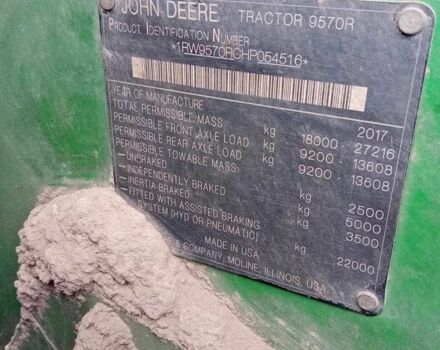 JOHN DEERE TRACTOR 9570R
PRODUCT IDENTIFICATION NUMBER
*1RW9570RCHP054516*
YEAR OF MANUFACTURE 2017
TOTAL PERMISSIBLE MASS kg 18000 - 27216
PERMISSIBLE FRONT AXLE LOAD kg 9200 - 13608
PERMISSIBLE REAR AXLE LOAD kg 9200 - 13608
PERMISSIBLE TOWABLE MASS:
— UNBRAKED kg 2500
— INDEPENDENTLY BRAKED kg 5000
— INERTIA-BRAKED kg 3500
— FITTED WITH ASSISTED BRAKING
SYSTEM (HYD OR PNEUMATIC) kg 22000
MADE IN USA
& COMPANY, MOLINE, ILLINOIS, USA